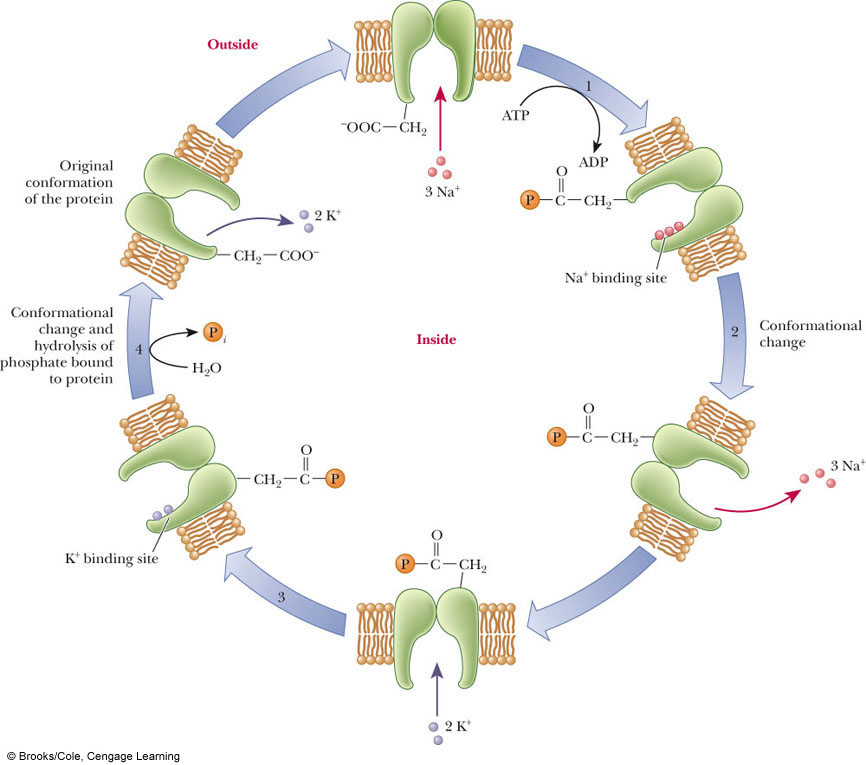 Outside
⁻OOC—CH₂
3 Na⁺
1
ATP
ADP
O
P—C—CH₂
Na⁺ binding site
2
Conformational
change
O
P—C—CH₂
3 Na⁺
Inside
O
P—C—CH₂
2 K⁺
3
O
CH₂—C—P
K⁺ binding site
Conformational
change and
hydrolysis of
phosphate bound
to protein
4
P i
H₂O
Original
conformation
of the protein
2 K⁺
CH₂—COO⁻
© Brooks/Cole, Cengage Learning